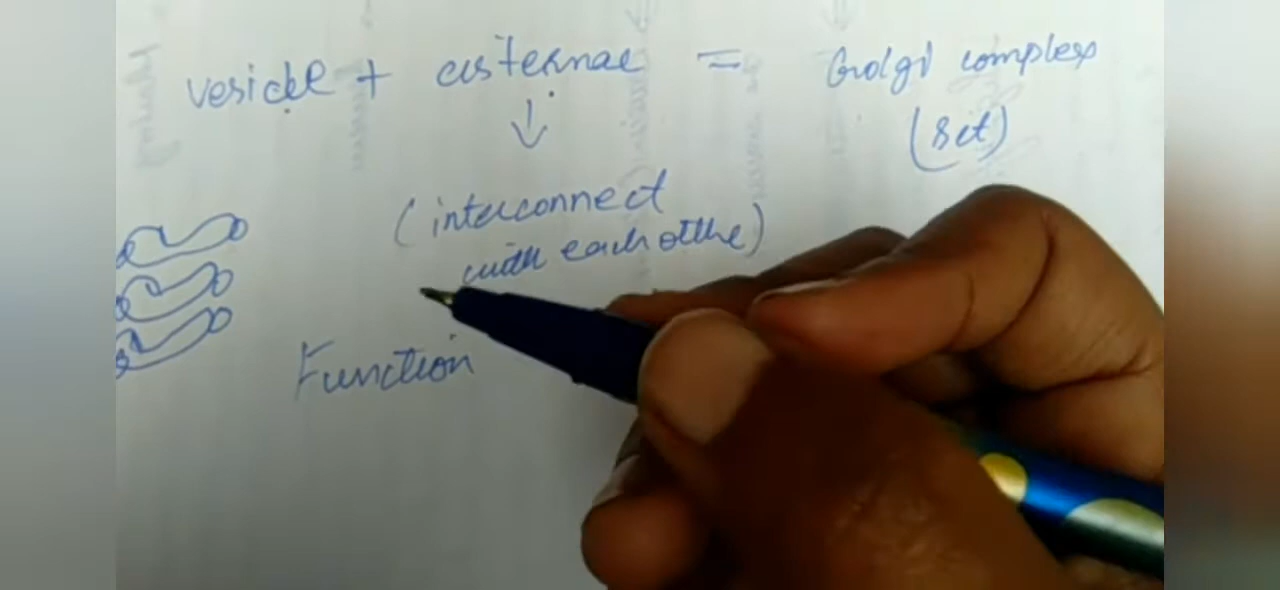 vesicle + cisternae = Golgi complex
↓ (set)
(interconnect
with each othe)
Function